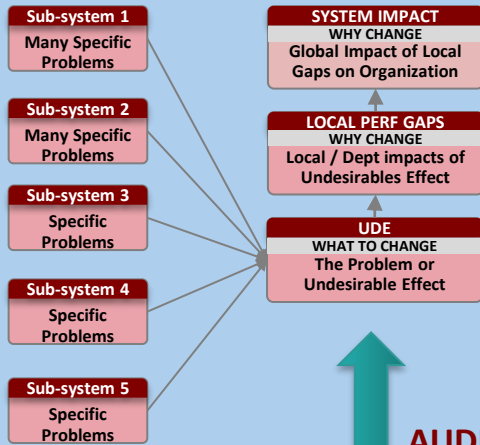 Sub-system 1
Many Specific
Problems
Sub-system 2
Many Specific
Problems
Sub-system 3
Specific
Problems
Sub-system 4
Specific
Problems
Sub-system 5
Specific
Problems
SYSTEM IMPACT
WHY CHANGE
Global Impact of Local
Gaps on Organization
LOCAL PERF GAPS
WHY CHANGE
Local / Dept impacts of
Undesirables Effect
UDE
WHAT TO CHANGE
The Problem or
Undesirable Effect